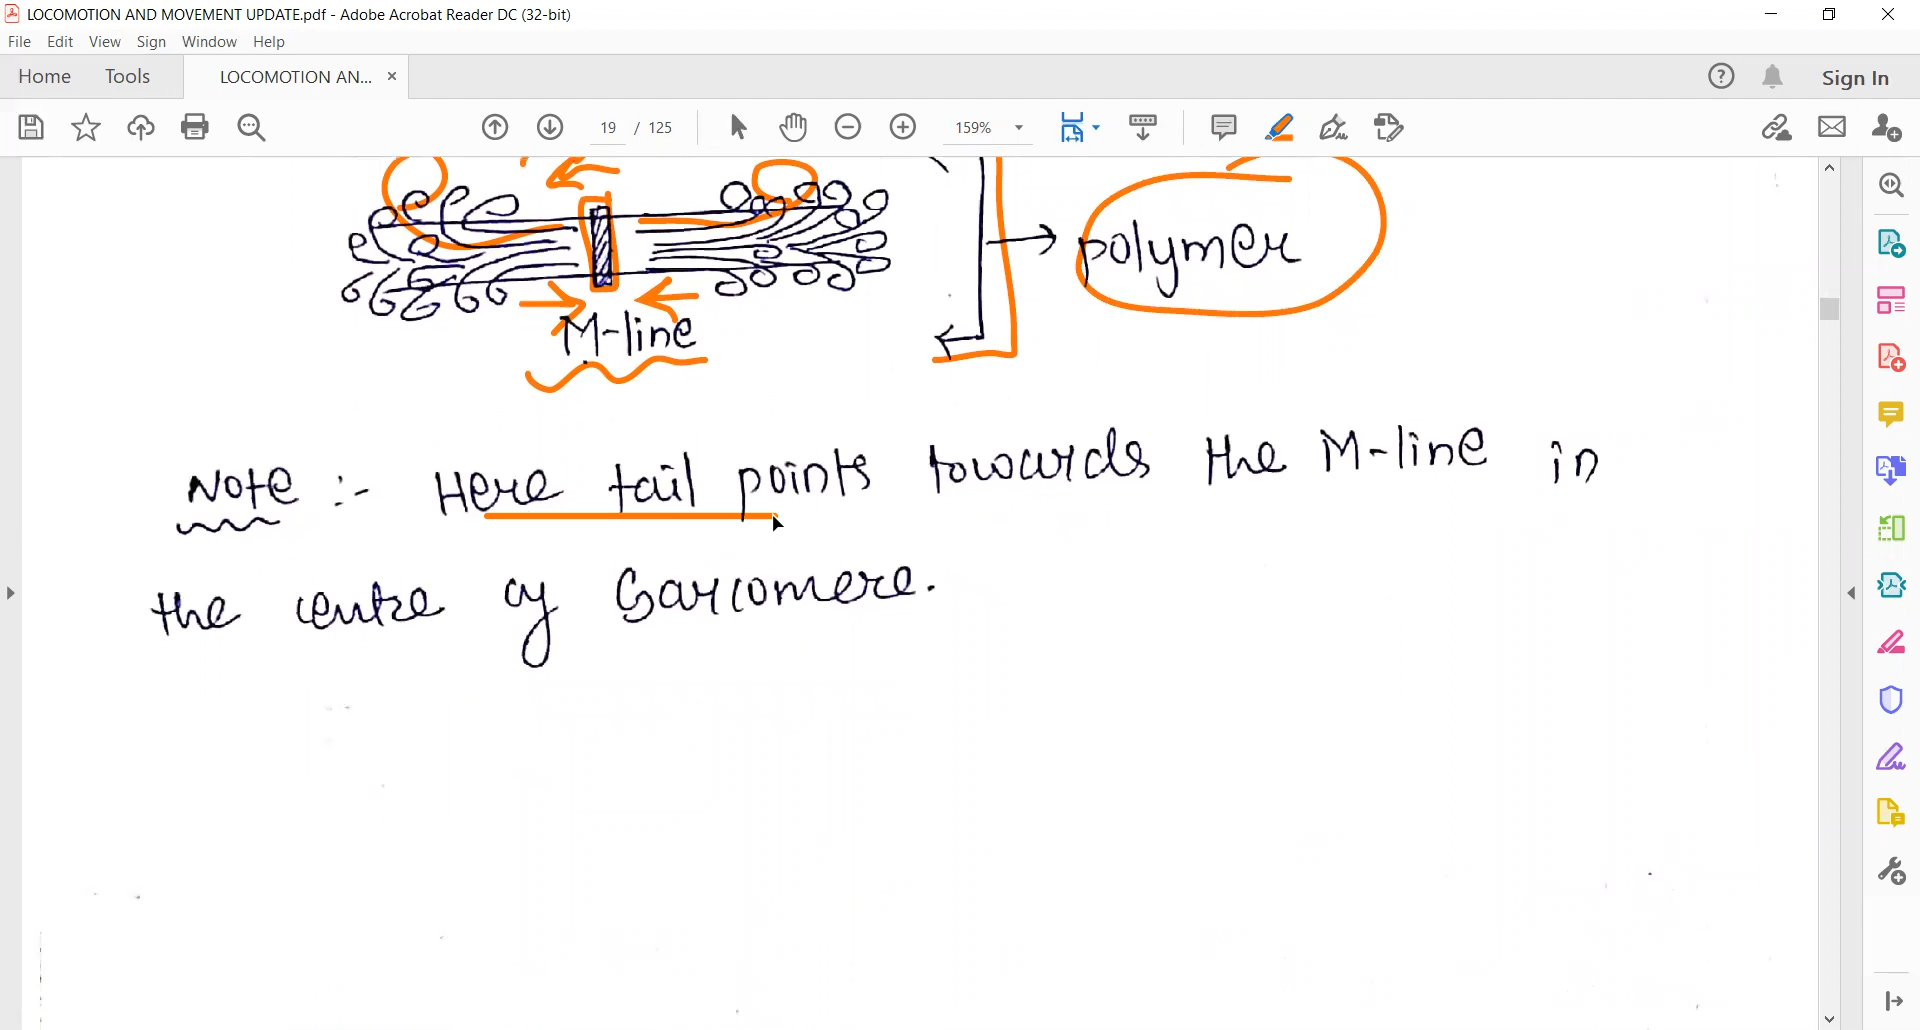 LOCOMOTION AND MOVEMENT UPDATE.pdf - Adobe Acrobat Reader DC (32-bit)
File Edit View Sign Window Help
Home Tools LOCOMOTION AN... × Sign In
19 / 125 159%
polymer
M-line
Note :- Here tail points towards the M-line in
the centre of Sarcomere.